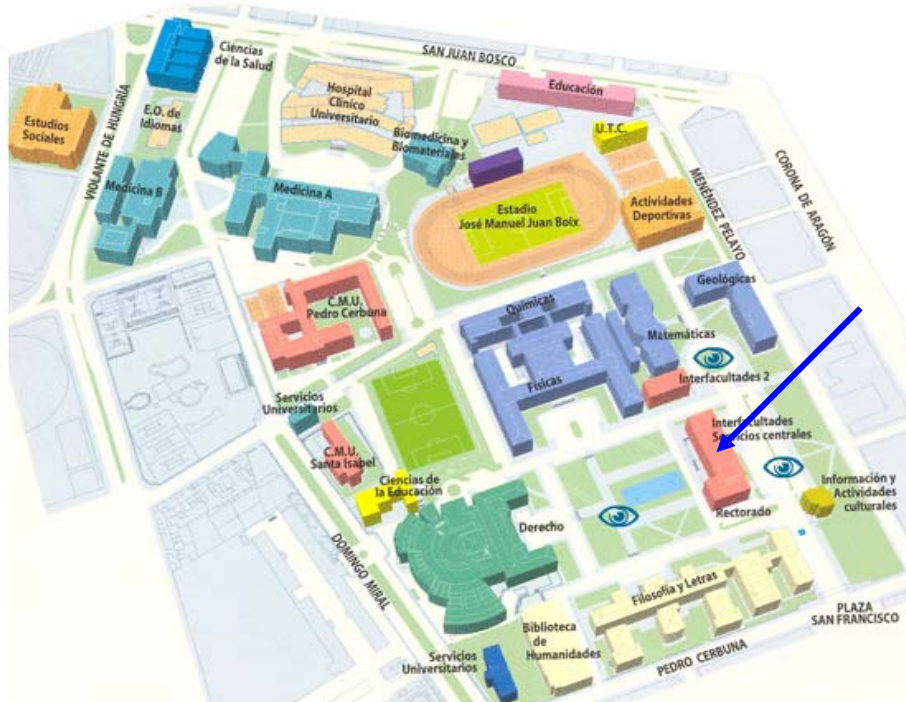 SAN JUAN BOSCO
Ciencias
de la Salud
Hospital
Clínico
Universitario
Educación
E.O. de
Idiomas
Estudios
Sociales
VIOLANTE DE HUNGRIA
Biomedicina y
Biomateriales
U.T.C.
MENÉNDEZ PELAYO
CORONA DE ARAGÓN
Medicina B
Medicina A
Estadio
José Manuel Juan Boix
Actividades
Deportivas
C.M.U.
Pedro Cerbuna
Químicas
Geológicas
Matemáticas
Físicas
Interfacultades 2
Servicios
Universitarios
C.M.U.
Santa Isabel
Interfacultades
Servicios centrales
Ciencias de
la Educación
Información y
Actividades
culturales
Rectorado
Derecho
DOMINGO MIRAL
Filosofía y Letras
Biblioteca
de
Humanidades
PLAZA
SAN FRANCISCO
Servicios
Universitarios
PEDRO CERBUNA